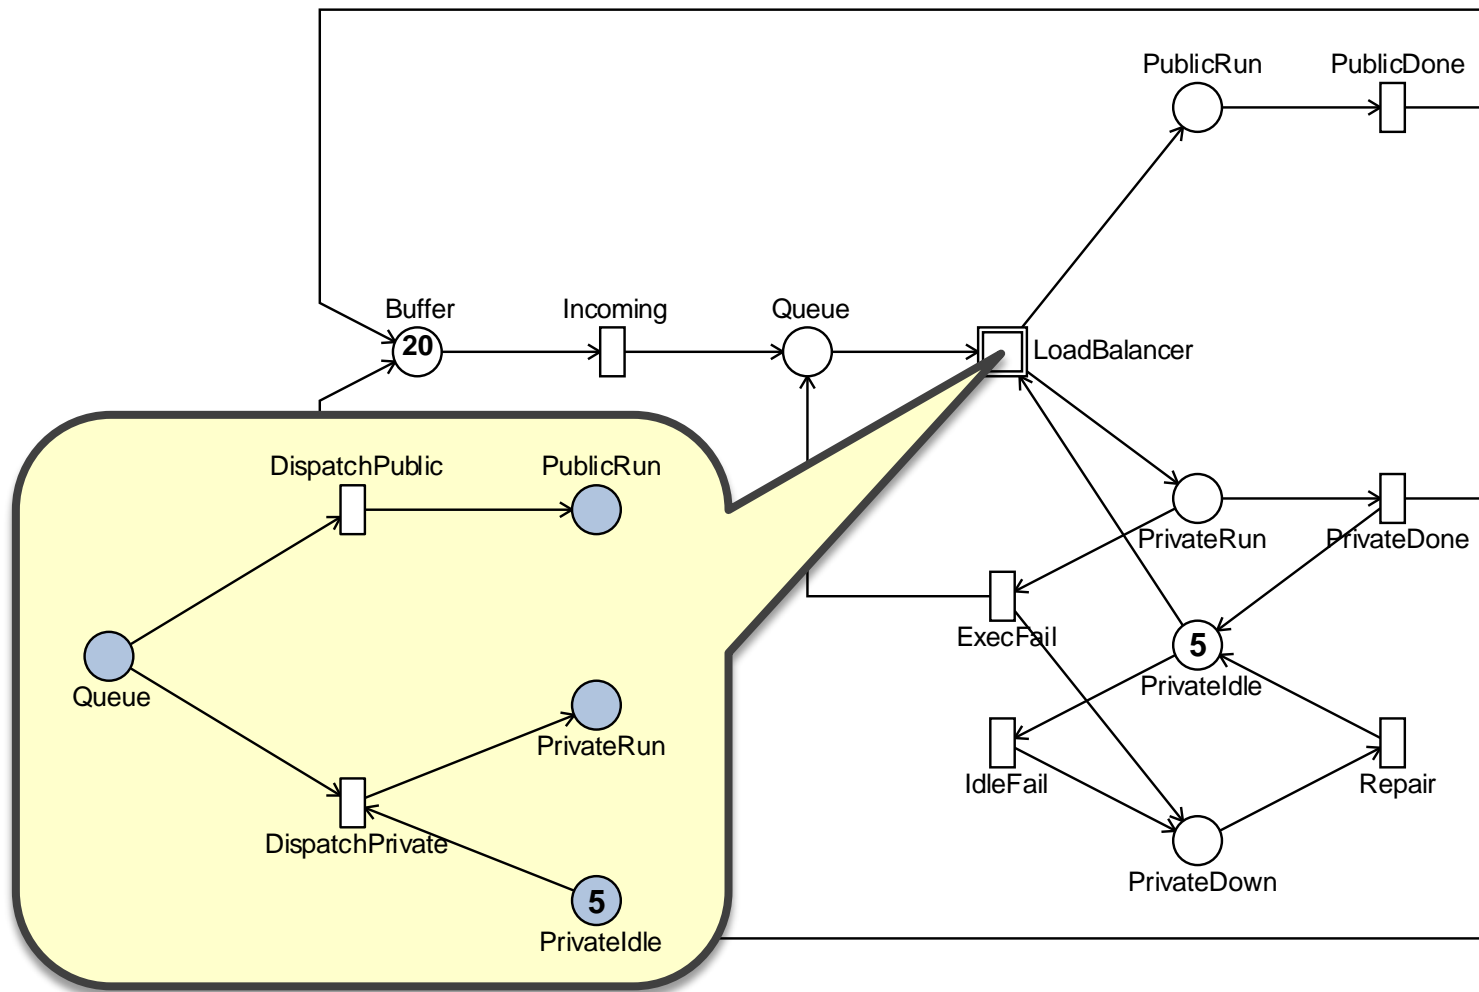 PublicRun
PublicDone
Buffer
Incoming
Queue
20
LoadBalancer
DispatchPublic
PublicRun
PrivateRun
PrivateDone
ExecFail
5
PrivateIdle
Queue
PrivateRun
IdleFail
Repair
DispatchPrivate
PrivateDown
5
PrivateIdle